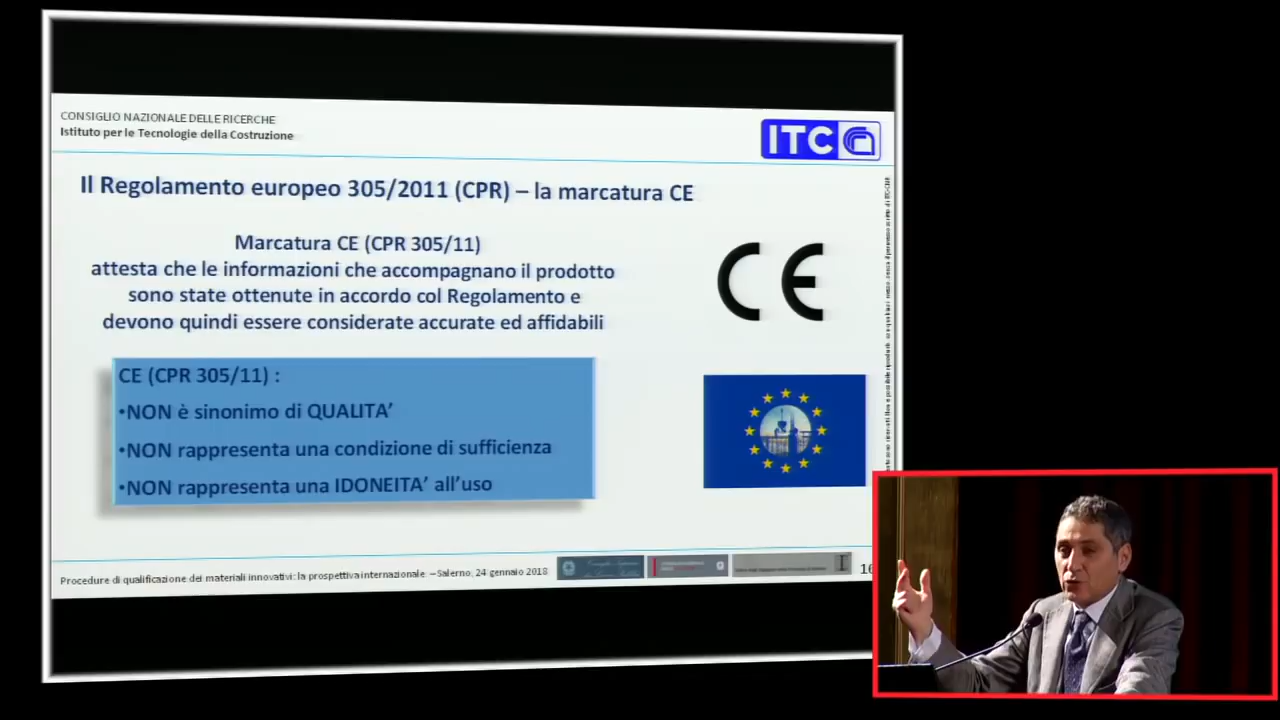 CONSIGLIO NAZIONALE DELLE RICERCHE
Istituto per le Tecnologie della Costruzione
ITC
Il Regolamento europeo 305/2011 (CPR) – la marcatura CE
Marcatura CE (CPR 305/11)
attesta che le informazioni che accompagnano il prodotto
sono state ottenute in accordo col Regolamento e
devono quindi essere considerate accurate ed affidabili
CE
CE (CPR 305/11) :
•NON è sinonimo di QUALITA’
•NON rappresenta una condizione di sufficienza
•NON rappresenta una IDONEITA’ all’uso
Procedure di qualificazione dei materiali innovativi: la prospettiva internazionale – Salerno, 24 gennaio 2018
16